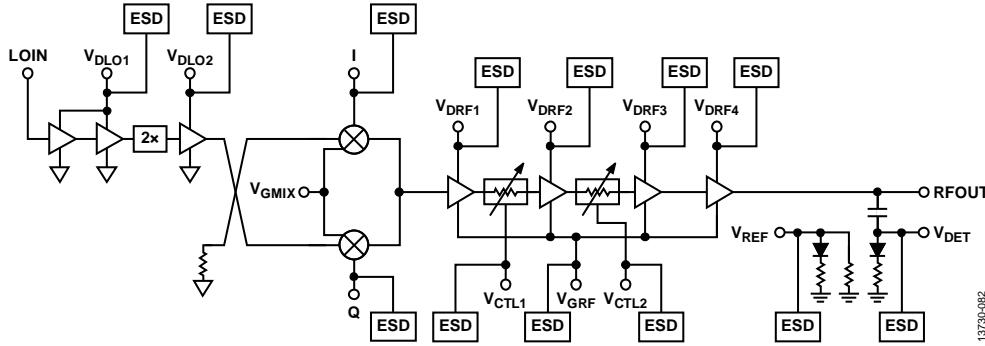 ESD
ESD
ESD
LOIN
VDLO1
VDLO2
I
ESD
ESD
ESD
ESD
VDRF1
VDRF2
VDRF3
VDRF4
2×
VGMIX
RFOUT
VREF
VDET
VCTL1
VGRF
VCTL2
Q
ESD
ESD
ESD
ESD
ESD
ESD
13730-082